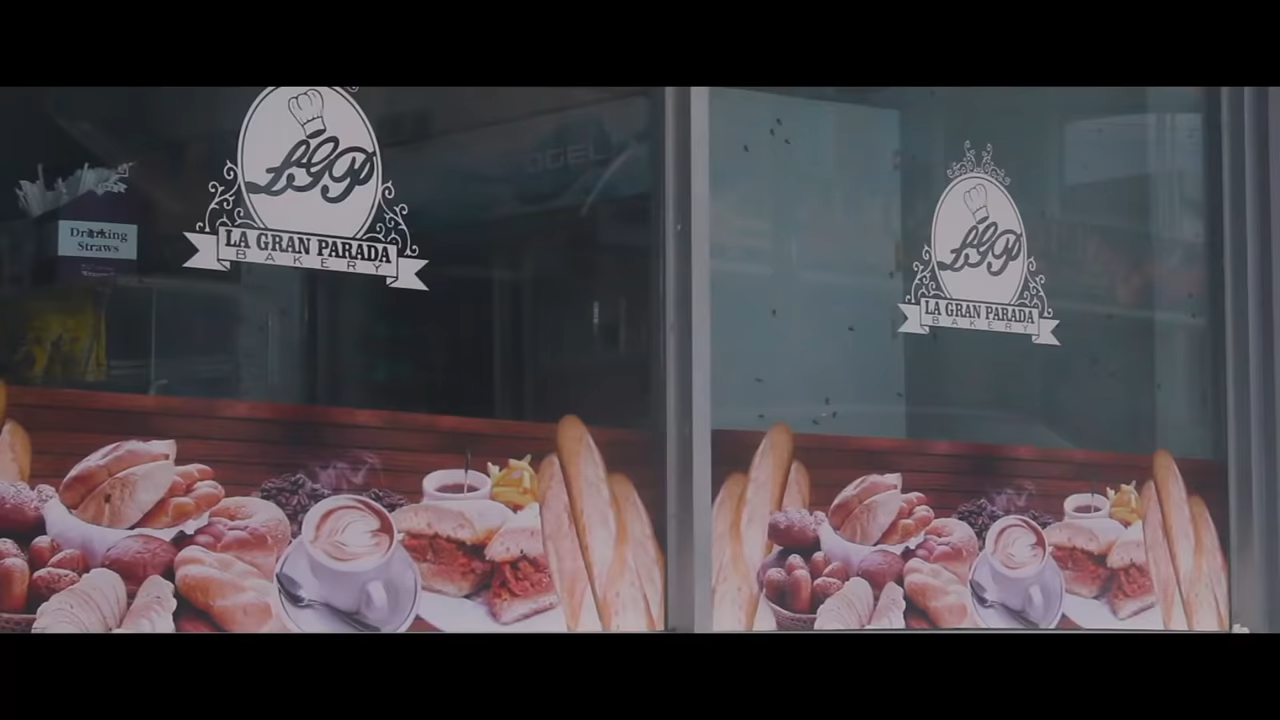 LGP
LA GRAN PARADA
BAKERY
Drinking
Straws
LGP
LA GRAN PARADA
BAKERY